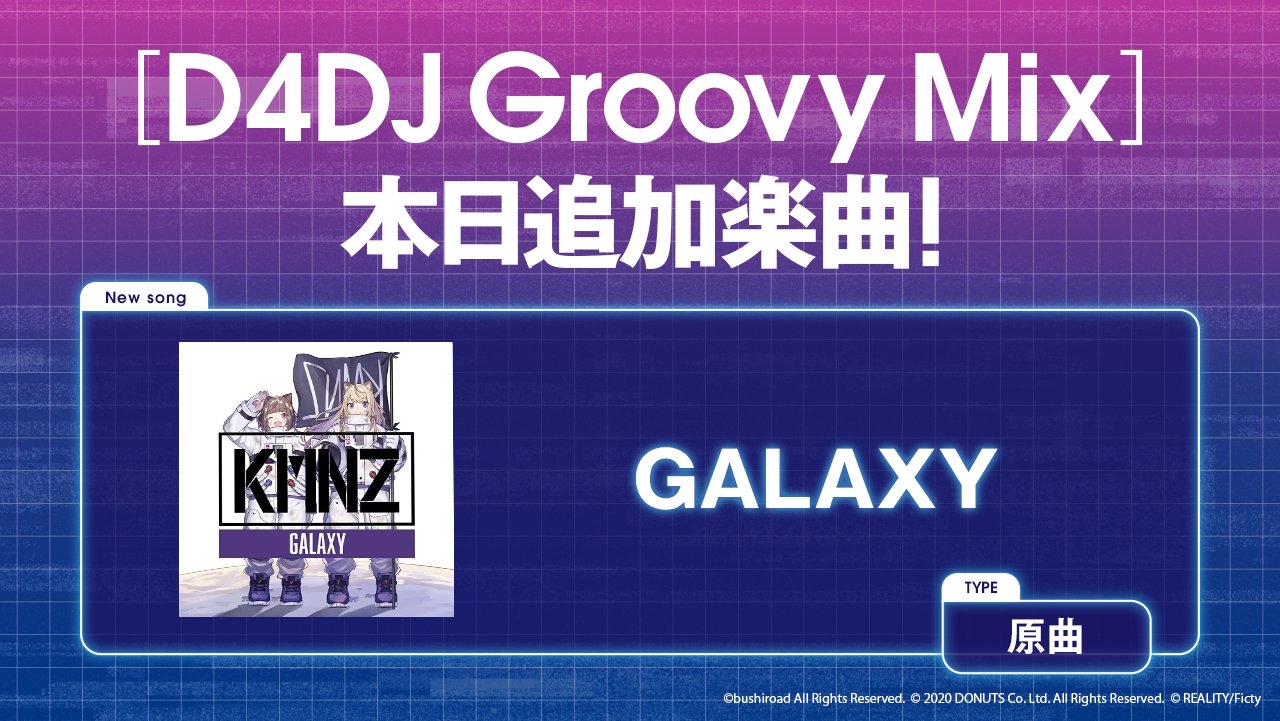 [D4DJ Groovy Mix]
本日追加楽曲!
New song
KMNZ
GALAXY
GALAXY
TYPE
原曲
©bushiroad All Rights Reserved. © 2020 DONUTS Co. Ltd. All Rights Reserved. © REALITY/Ficty